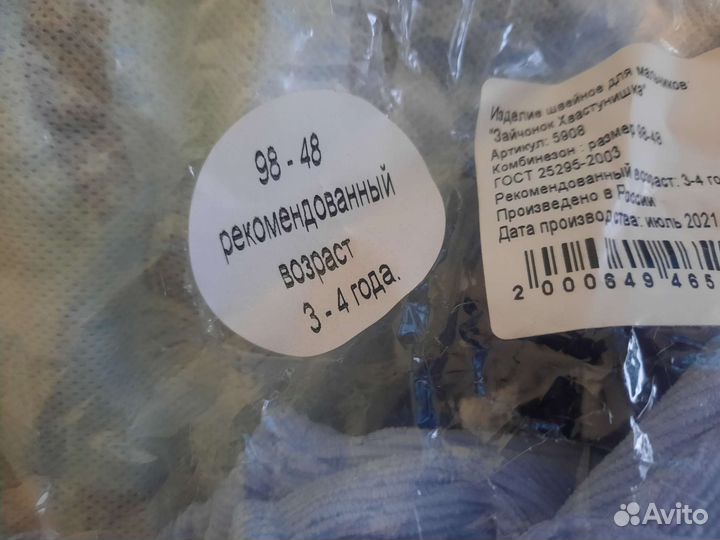 98 - 48
рекомендованный
возраст
3 - 4 года.
Изделие швейное для мальчиков:
"Зайчонок Хвастунишка"
Артикул: 5908
Комбинезон : размер 98-48
ГОСТ 25295-2003
Рекомендованный возраст: 3-4 го
Произведено в России
Дата производства: июль 2021
2 000649 465
Avito